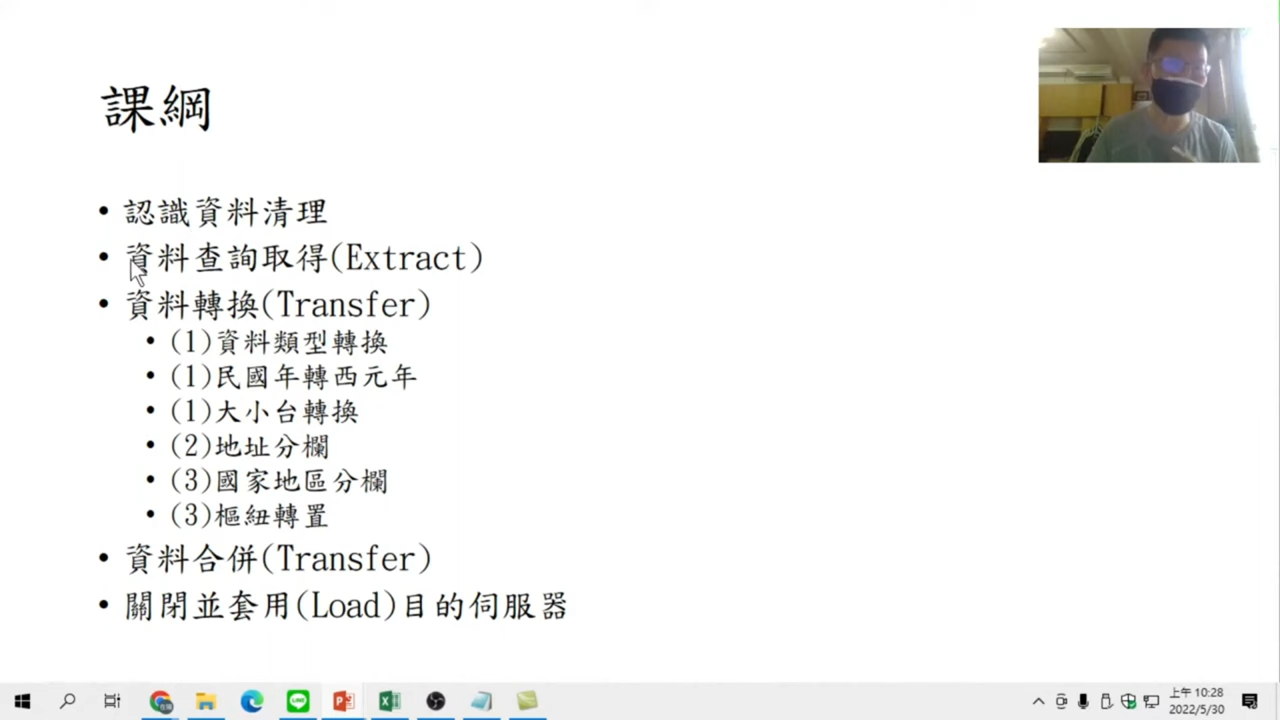 課綱
• 認識資料清理
• 資料查詢取得(Extract)
• 資料轉換(Transfer)
• (1)資料類型轉換
• (1)民國年轉西元年
• (1)大小台轉換
• (2)地址分欄
• (3)國家地區分欄
• (3)樞紐轉置
• 資料合併(Transfer)
• 關閉並套用(Load)目的伺服器
上午 10:28
2022/5/30